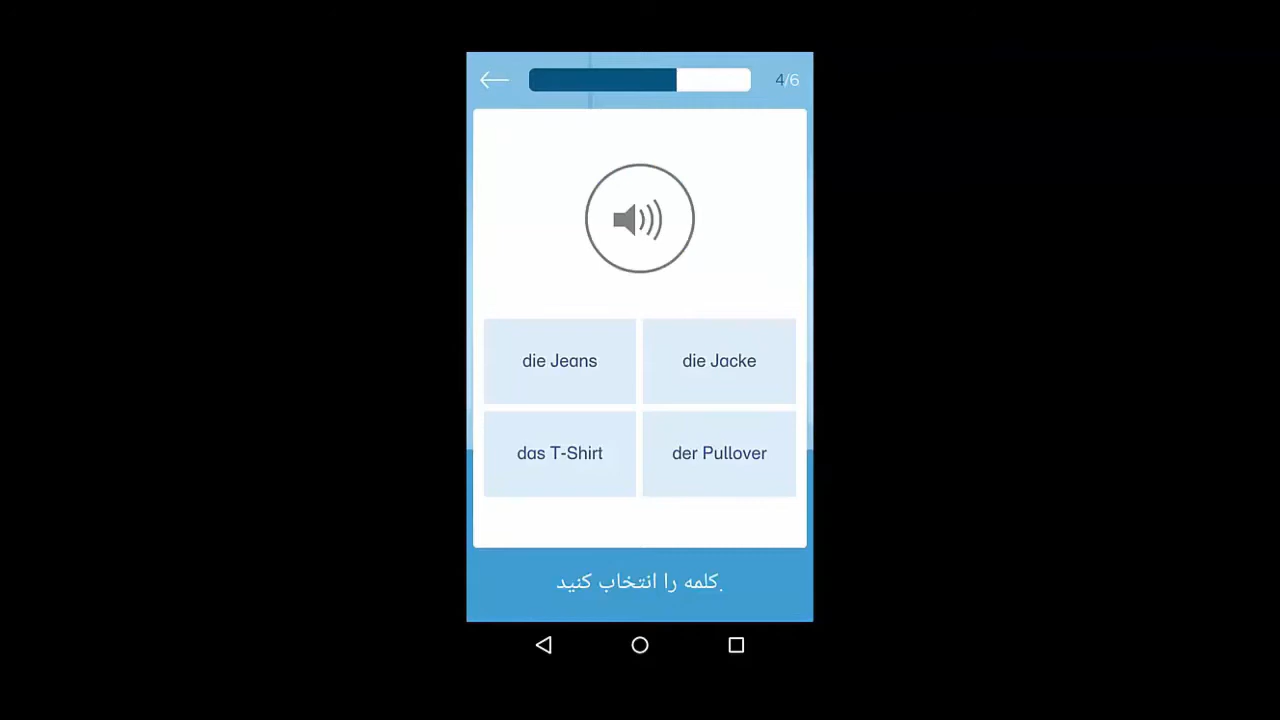 4/6
die Jeans
die Jacke
das T-Shirt
der Pullover
کلمه را انتخاب کنید.